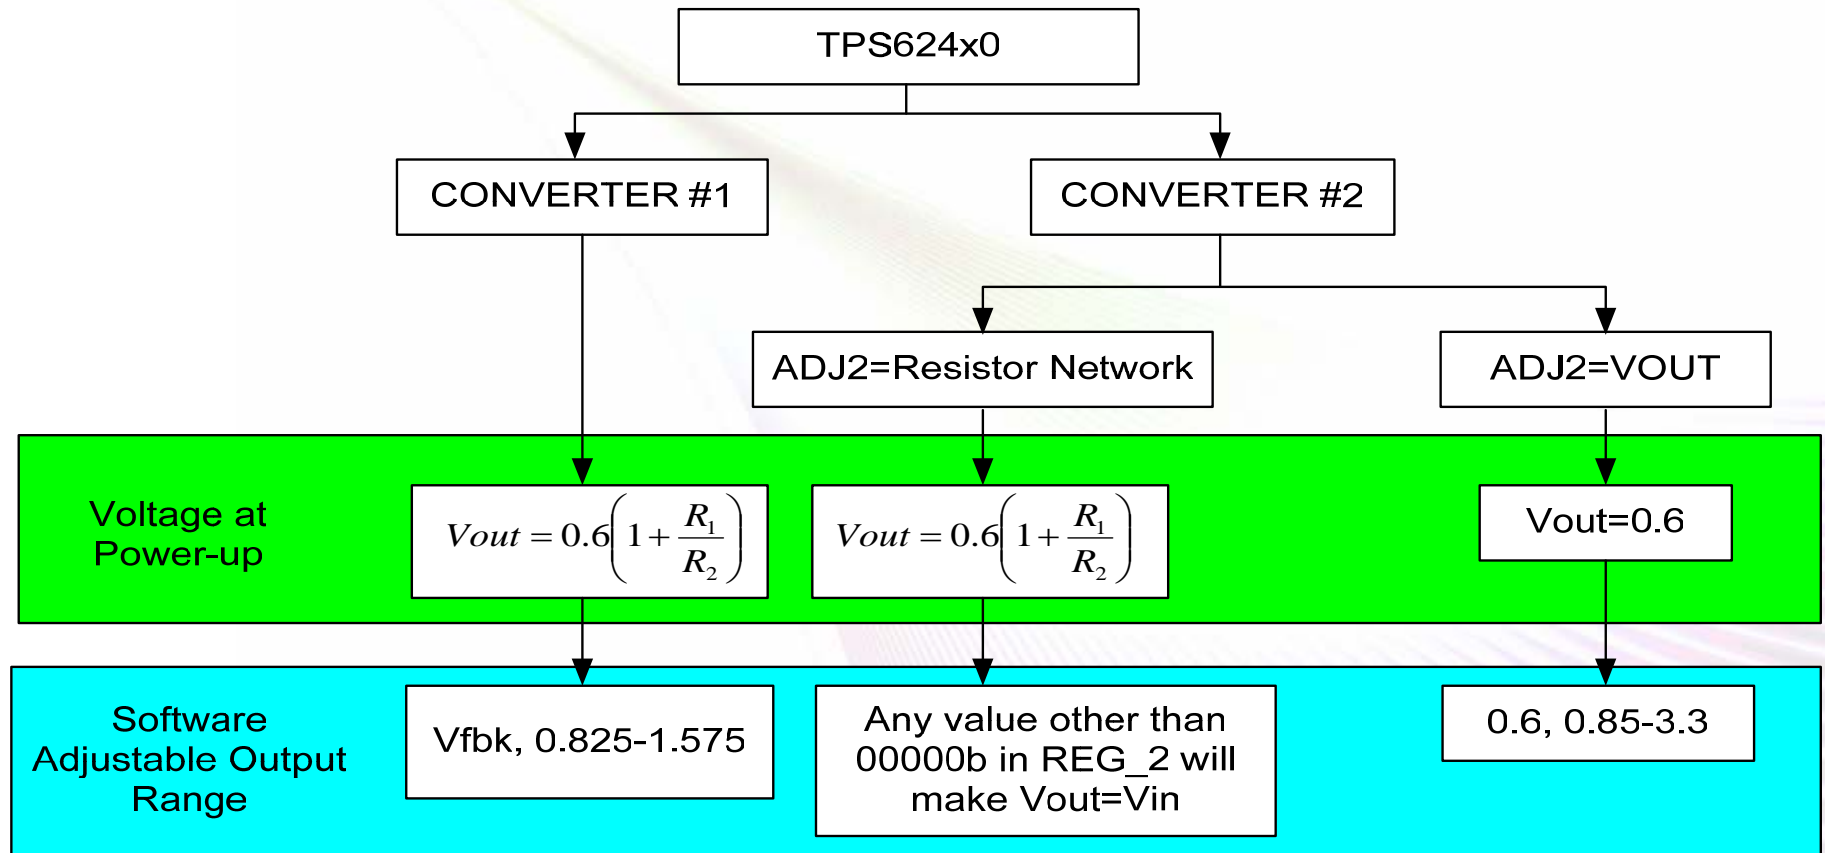 TPS624x0
CONVERTER #1
CONVERTER #2
ADJ2=Resistor Network
ADJ2=VOUT
Voltage at
Power-up
Vout = 0.6(1 + R₁/R₂)
Vout = 0.6(1 + R₁/R₂)
Vout=0.6
Software
Adjustable Output
Range
Vfbk, 0.825-1.575
Any value other than
00000b in REG_2 will
make Vout=Vin
0.6, 0.85-3.3